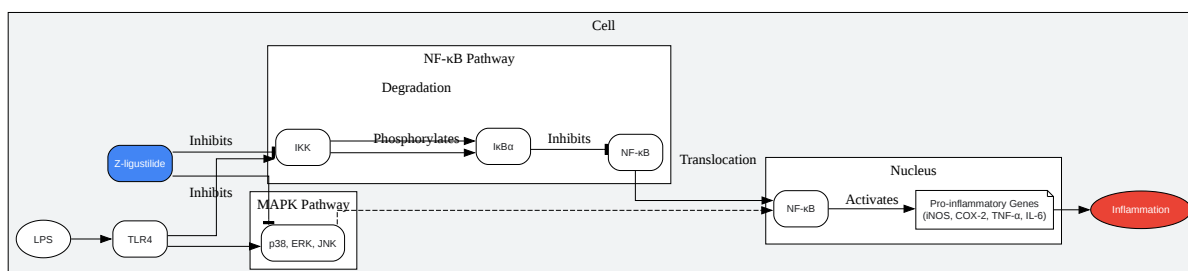 Cell
NF-κB Pathway
Degradation
Inhibits
Phosphorylates
Inhibits
IKK
IκBα
NF-κB
Z-ligustilide
Translocation
Inhibits
Nucleus
MAPK Pathway
NF-κB
Activates
Pro-inflammatory Genes
(iNOS, COX-2, TNF-α, IL-6)
Inflammation
LPS
TLR4
p38, ERK, JNK